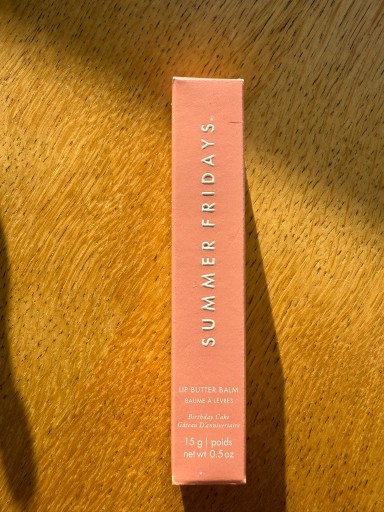 SUMMER FRIDAYS®
LIP BUTTER BALM
BAUME À LÈVRES
Birthday Cake
Gâteau D'anniversaire
15 g | poids
net wt 0.5 oz